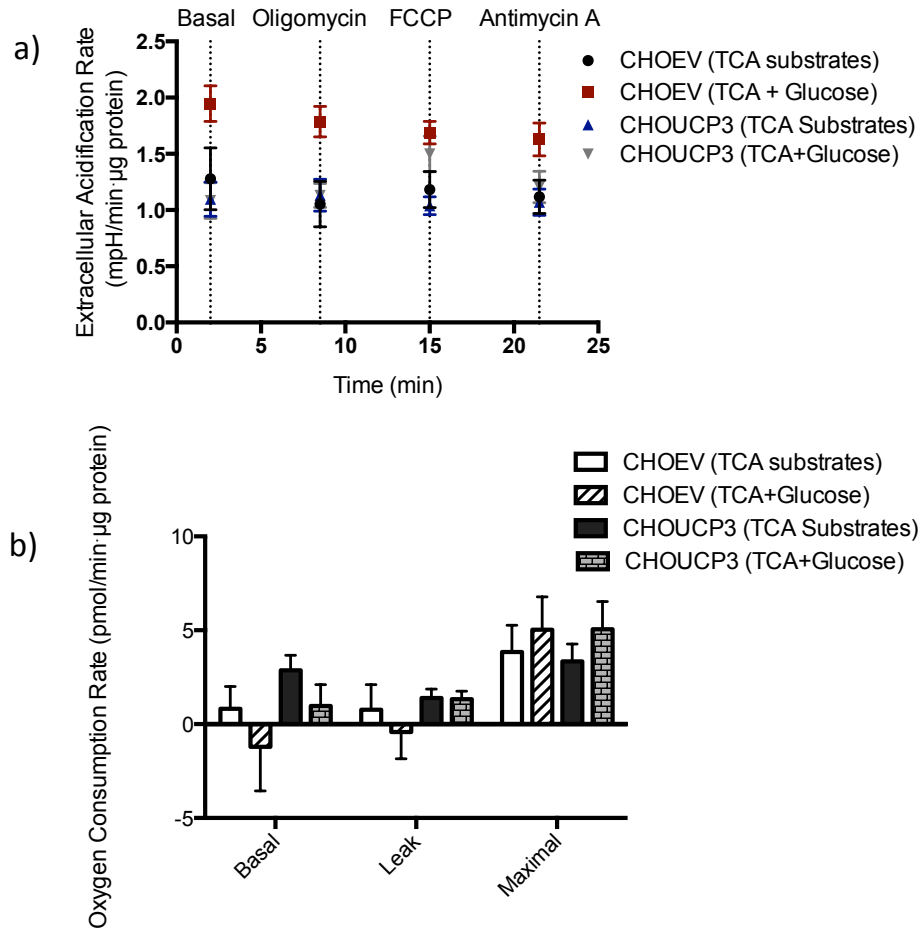 Basal Oligomycin FCCP Antimycin A
a)
Extracellular Acidification Rate
(mpH/min·µg protein)
2.5
2.0
1.5
1.0
0.5
0.0
0 5 10 15 20 25
Time (min)
CHOEV (TCA substrates)
CHOEV (TCA + Glucose)
CHOUCP3 (TCA Substrates)
CHOUCP3 (TCA+Glucose)
b)
Oxygen Consumption Rate (pmol/min·µg protein)
10
5
0
-5
Basal
Leak
Maximal
CHOEV (TCA substrates)
CHOEV (TCA+Glucose)
CHOUCP3 (TCA Substrates)
CHOUCP3 (TCA+Glucose)